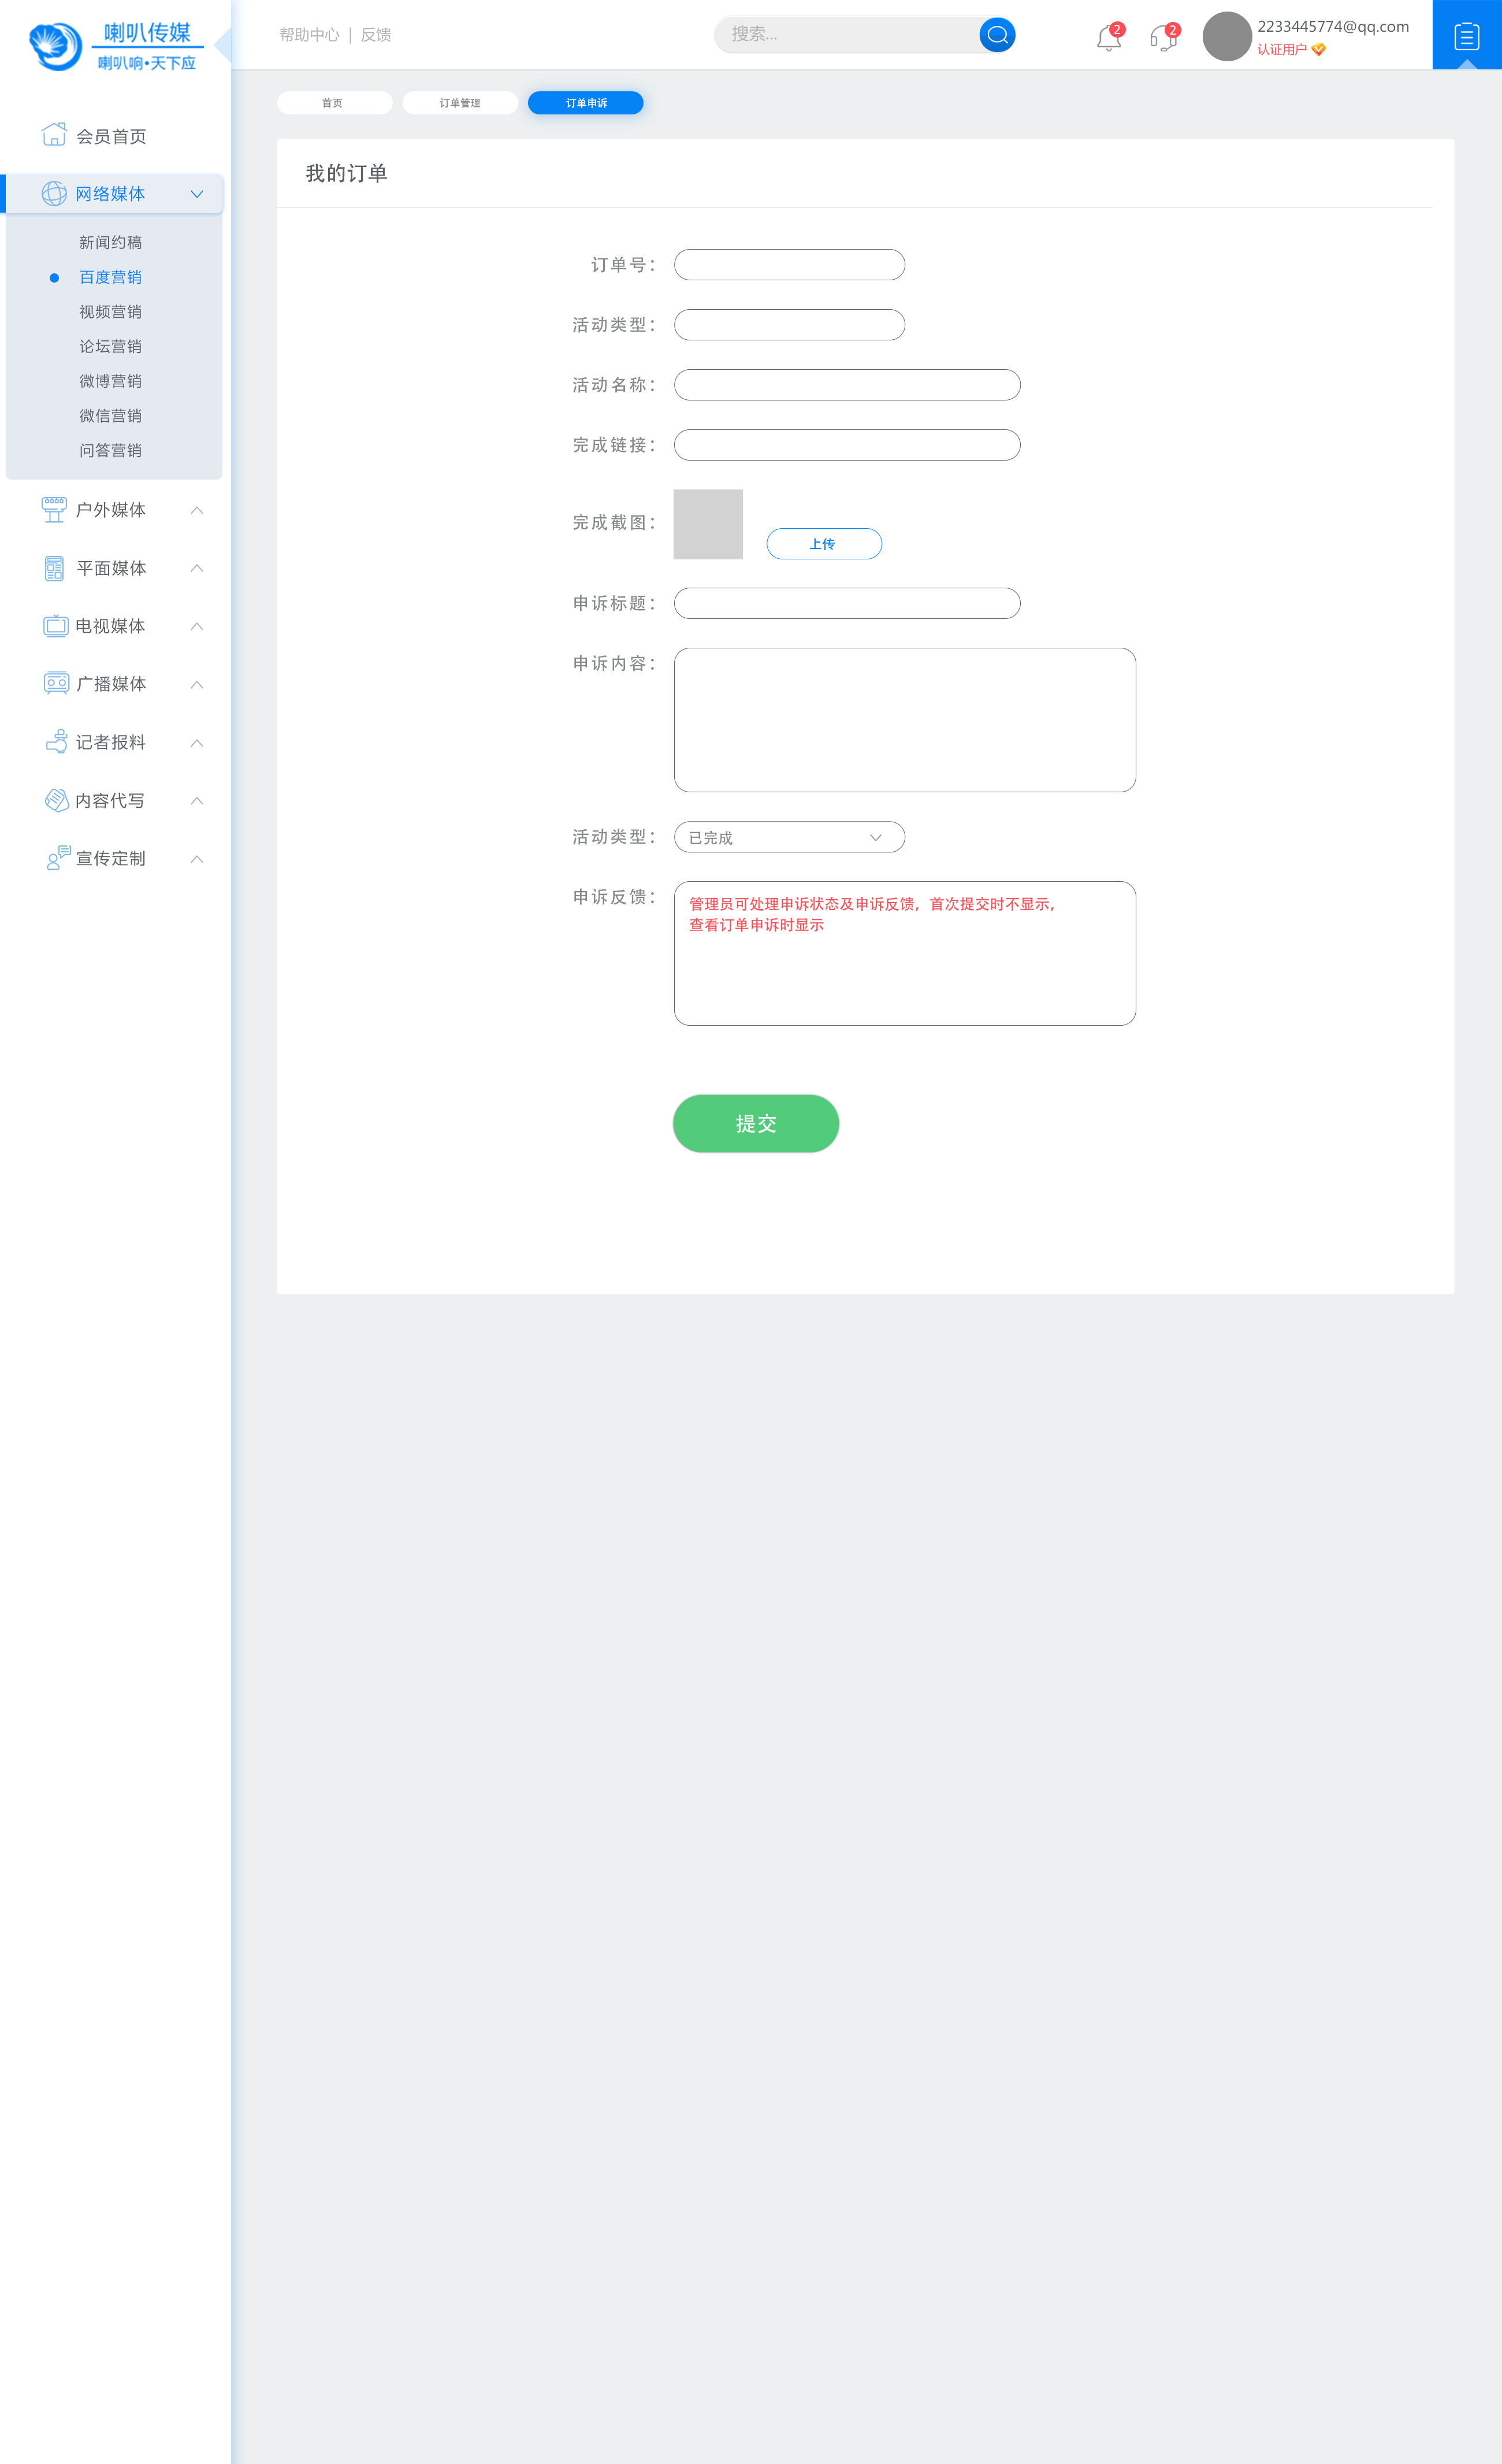 喇叭传媒
喇叭响•天下应
帮助中心 | 反馈
搜索...
2
2
2233445774@qq.com
认证用户
会员首页
网络媒体
新闻约稿
百度营销
视频营销
论坛营销
微博营销
微信营销
问答营销
户外媒体
平面媒体
电视媒体
广播媒体
记者报料
内容代写
宣传定制
首页
订单管理
订单申诉
我的订单
订单号：
活动类型：
活动名称：
完成链接：
完成截图：
上传
申诉标题：
申诉内容：
活动类型：
已完成
申诉反馈：
管理员可处理申诉状态及申诉反馈，首次提交时不显示，
查看订单申诉时显示
提交